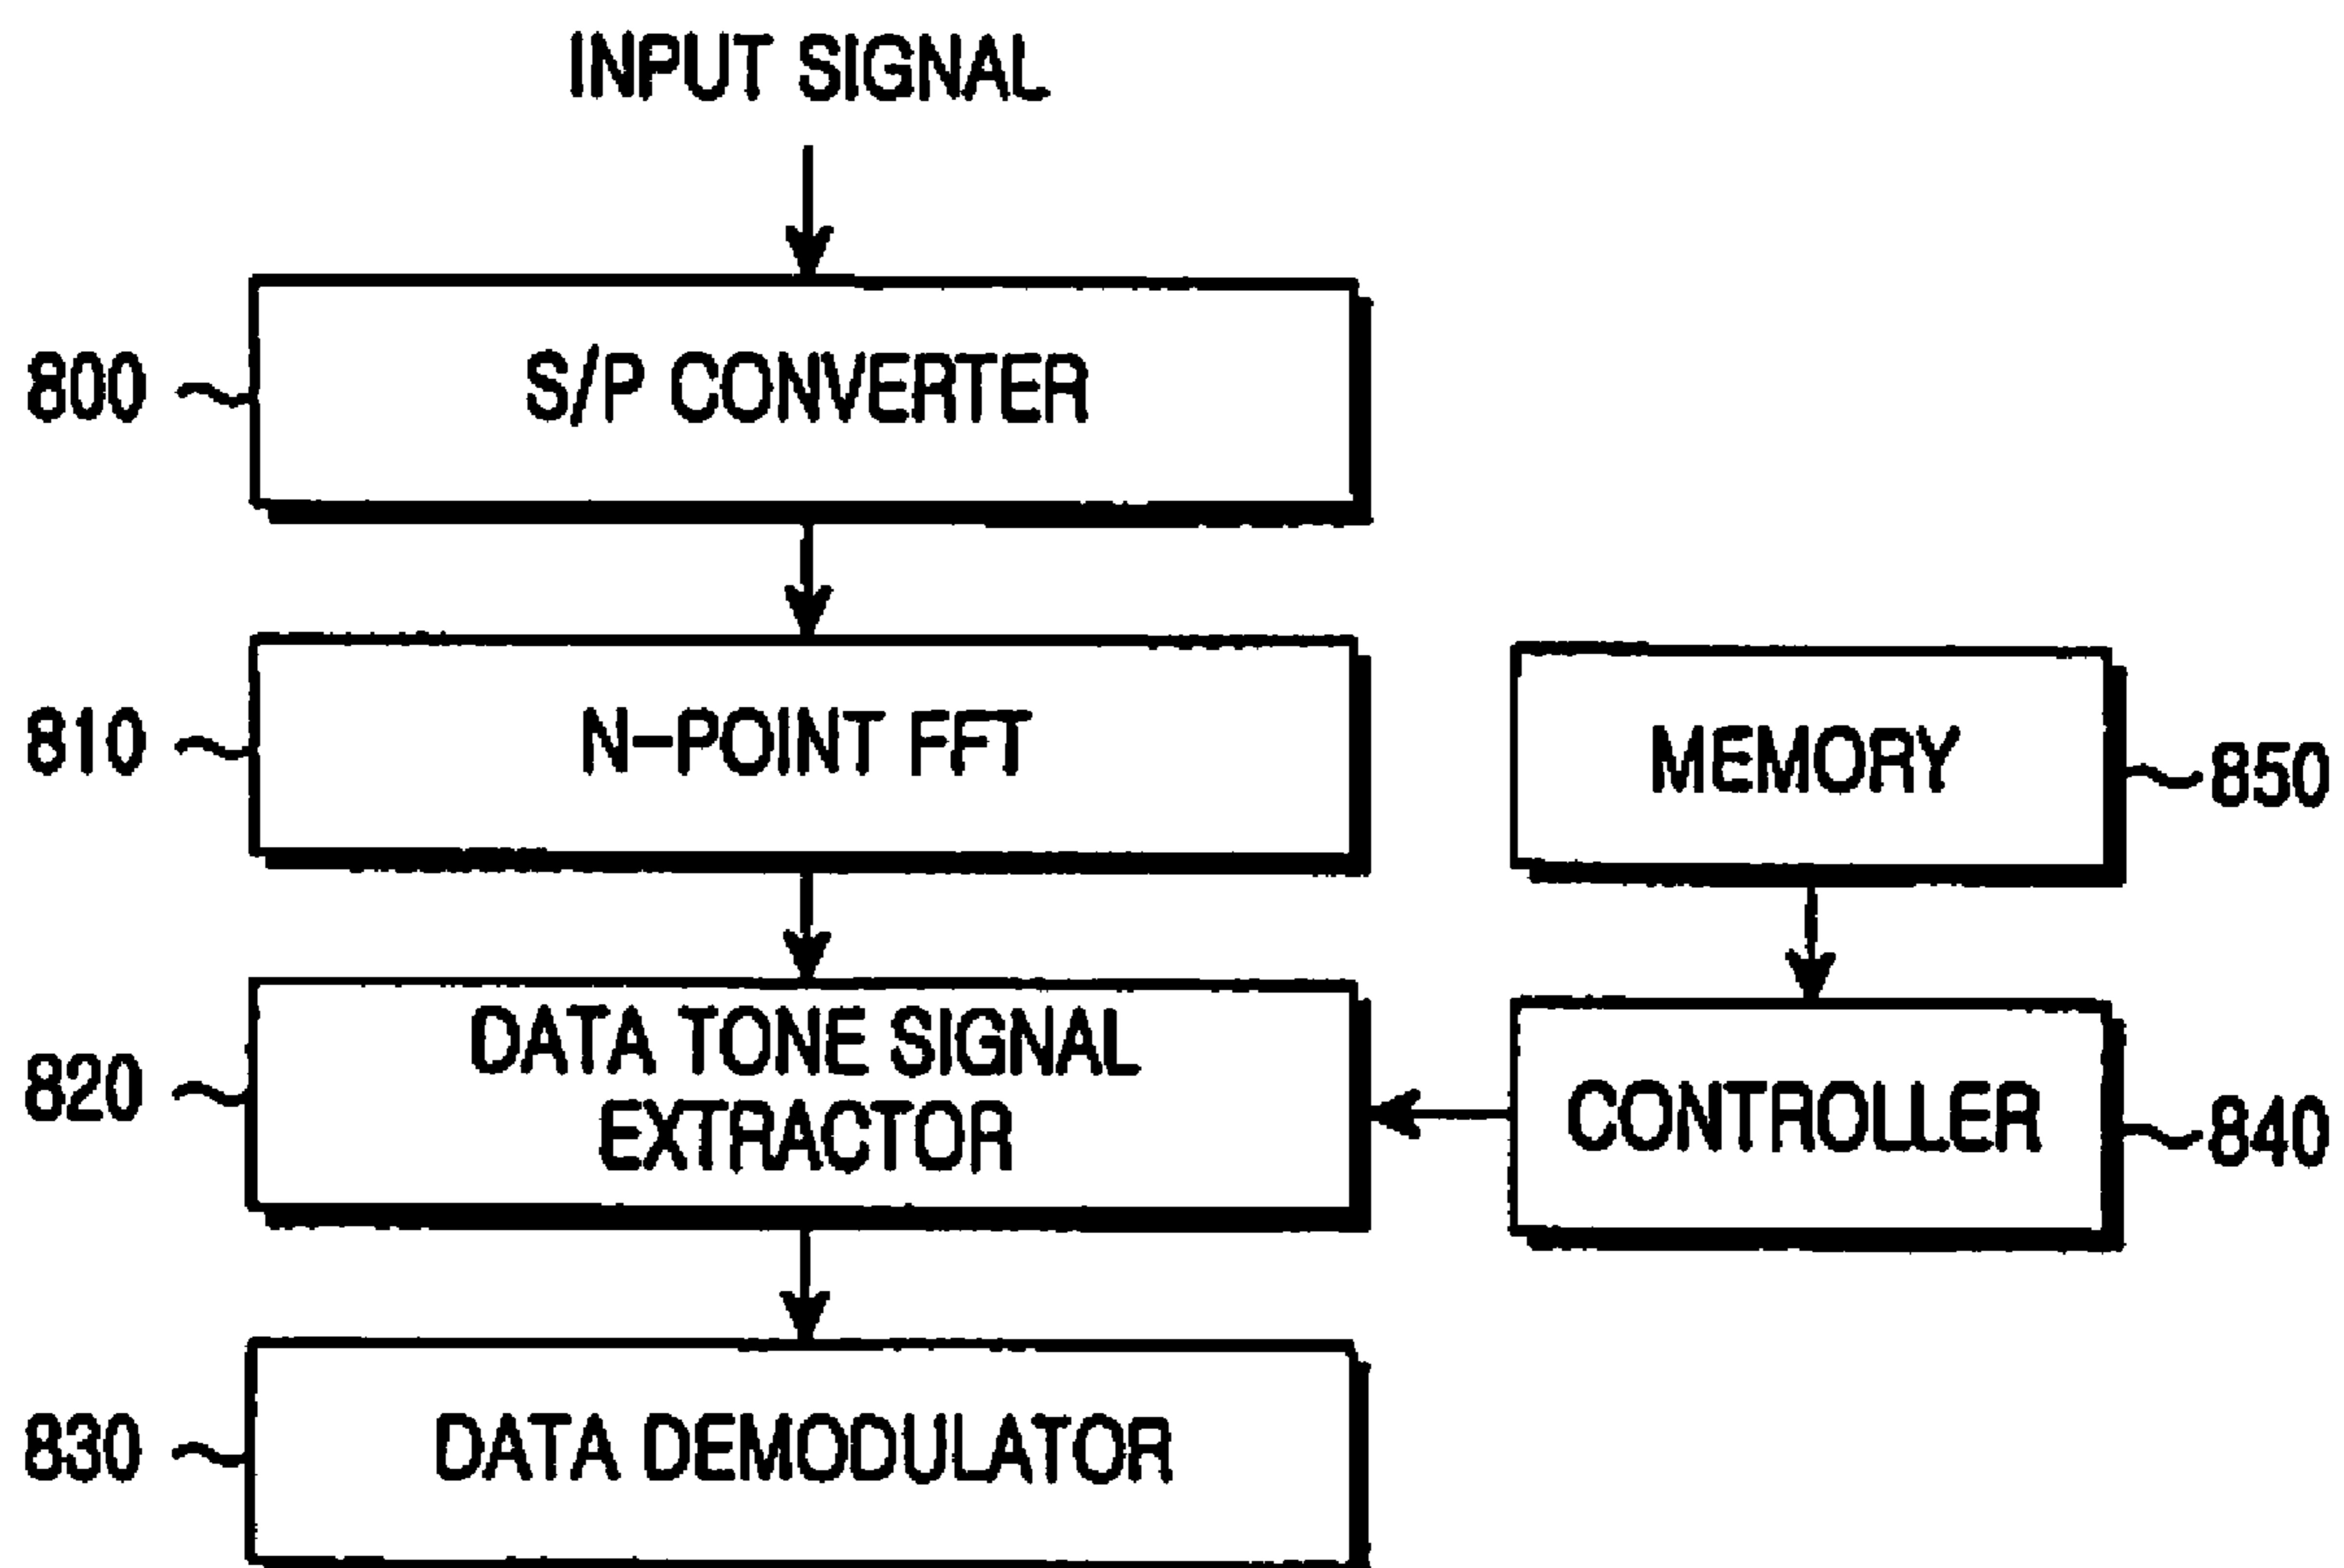 INPUT SIGNAL
800
S/P CONVERTER
810
N-POINT FFT
MEMORY
850
820
DATA TONE SIGNAL
EXTRACTOR
CONTROLLER
840
830
DATA DEMODULATOR